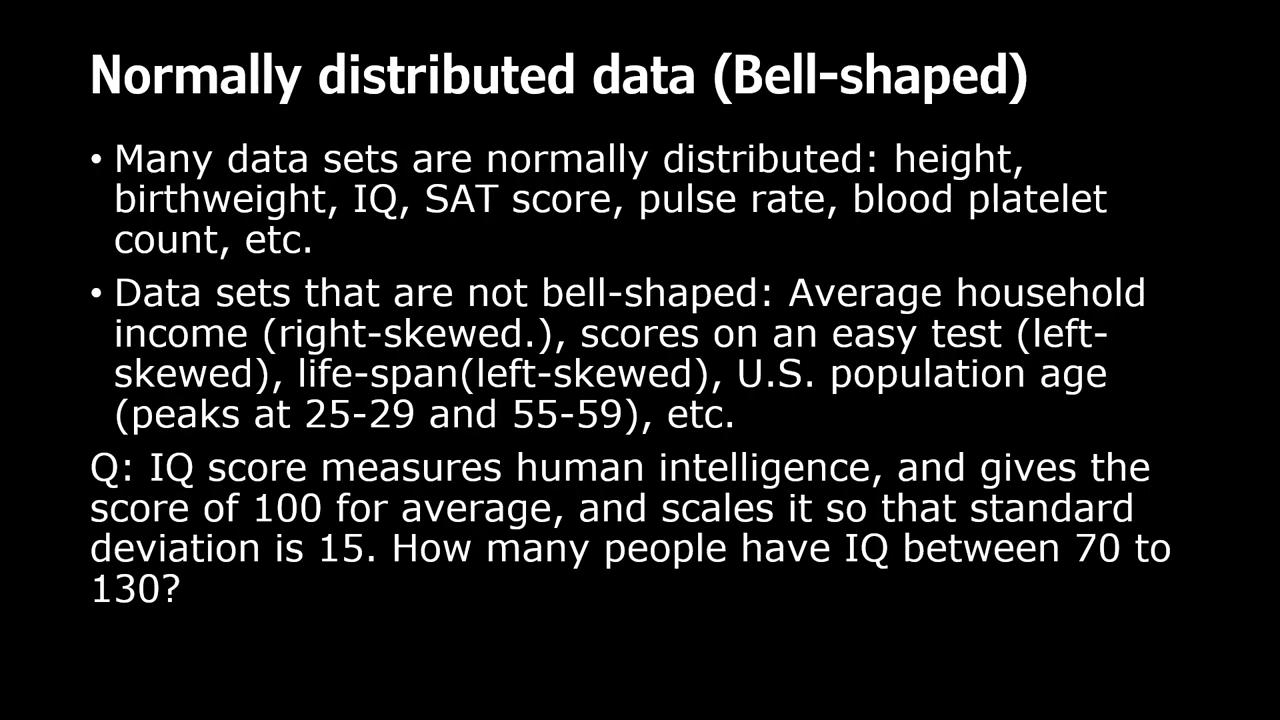 Normally distributed data (Bell-shaped)
• Many data sets are normally distributed: height,
birthweight, IQ, SAT score, pulse rate, blood platelet
count, etc.
• Data sets that are not bell-shaped: Average household
income (right-skewed.), scores on an easy test (left-
skewed), life-span(left-skewed), U.S. population age
(peaks at 25-29 and 55-59), etc.
Q: IQ score measures human intelligence, and gives the
score of 100 for average, and scales it so that standard
deviation is 15. How many people have IQ between 70 to
130?